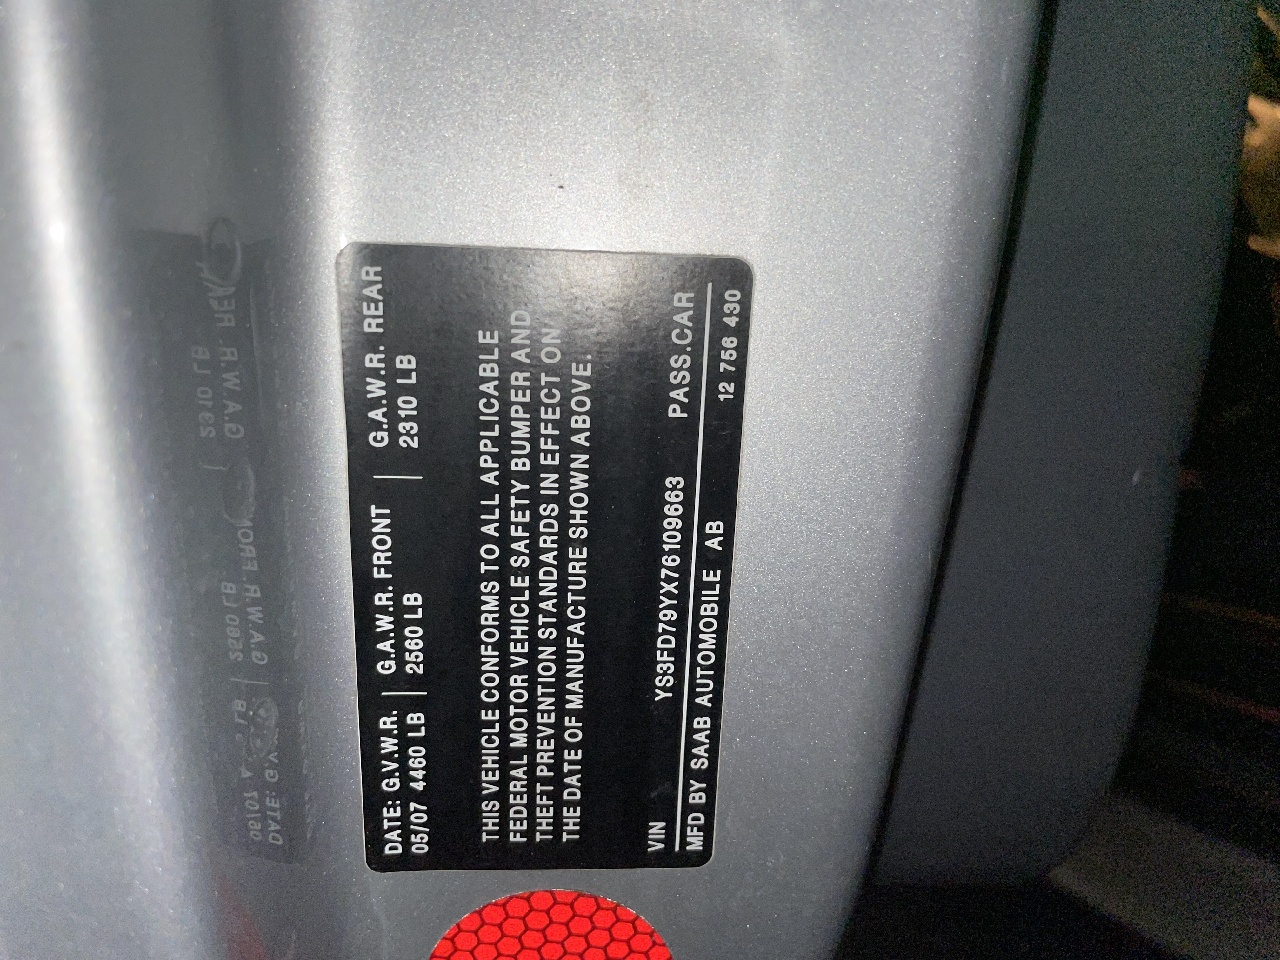 DATE: G.V.W.R. | G.A.W.R. FRONT | G.A.W.R. REAR
05/07 4460 LB | 2560 LB | 2310 LB
THIS VEHICLE CONFORMS TO ALL APPLICABLE
FEDERAL MOTOR VEHICLE SAFETY BUMPER AND
THEFT PREVENTION STANDARDS IN EFFECT ON
THE DATE OF MANUFACTURE SHOWN ABOVE.
VIN YS3FD79YX76109663 PASS.CAR
MFD BY SAAB AUTOMOBILE AB 12 756 430